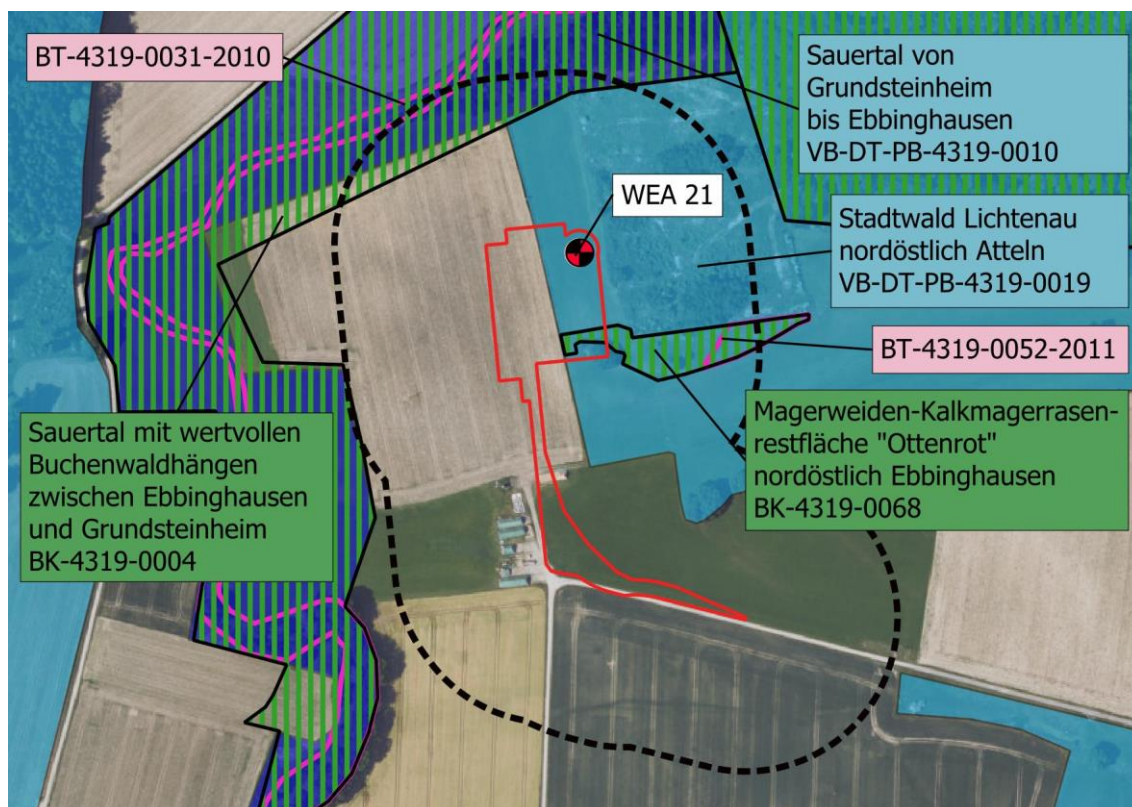 BT-4319-0031-2010
Sauertal von
Grundsteinheim
bis Ebbinghausen
VB-DT-PB-4319-0010
WEA 21
Stadtwald Lichtenau
nordöstlich Atteln
VB-DT-PB-4319-0019
BT-4319-0052-2011
Sauertal mit wertvollen
Buchenwaldhängen
zwischen Ebbinghausen
und Grundsteinheim
BK-4319-0004
Magerweiden-Kalkmagerrasen-
restfläche "Ottenrot"
nordöstlich Ebbinghausen
BK-4319-0068